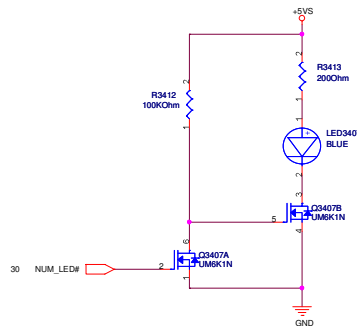 +5VS
2
R3413
200Ohm
1
2
R3412
100KOhm
1
1
+
LED340
BLUE
2
3
Q3407B
5
UM6K1N
4
6
Q3407A
30 NUM_LED#
2
UM6K1N
1
GND